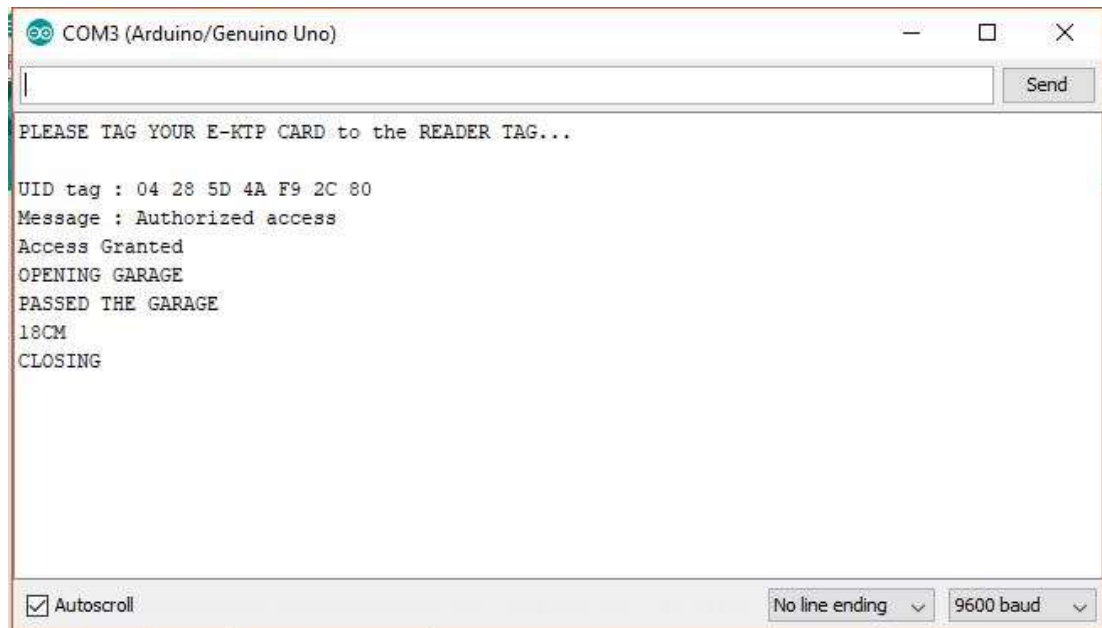 COM3 (Arduino/Genuino Uno)
Send
PLEASE TAG YOUR E-KTP CARD to the READER TAG...
UID tag : 04 28 5D 4A F9 2C 80
Message : Authorized access
Access Granted
OPENING GARAGE
PASSED THE GARAGE
18CM
CLOSING
Autoscroll
No line ending
9600 baud